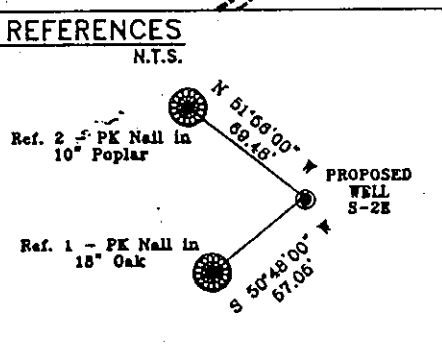 REFERENCES
N.T.S.
N 51°58'00" W
69.48'
Ref. 2 - PK Nail in
10" Poplar
PROPOSED
WELL
S-2E
Ref. 1 - PK Nail in
18" Oak
S 50°48'00" W
57.06'